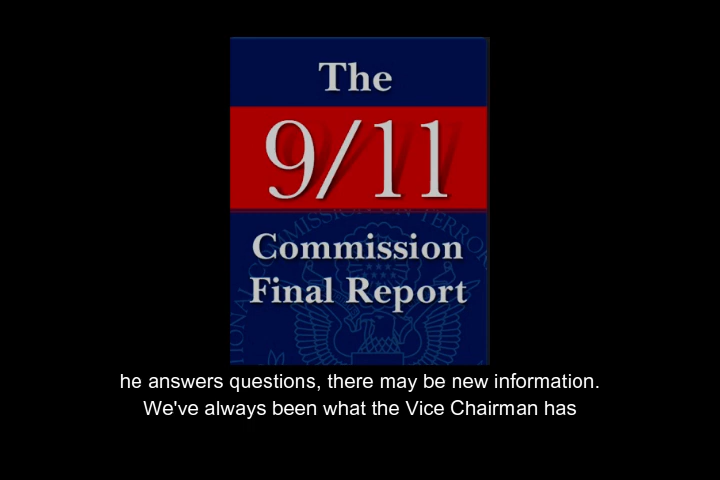 The
9/11
Commission
Final Report
he answers questions, there may be new information.
We've always been what the Vice Chairman has